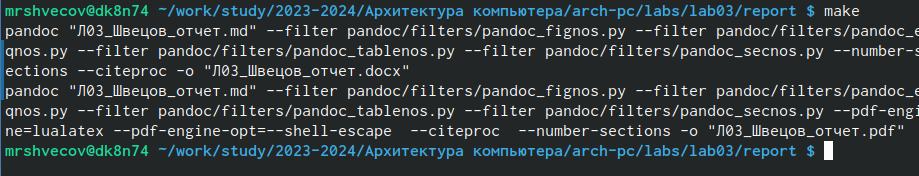 mrshvecov@dk8n74 ~/work/study/2023-2024/Архитектура компьютера/arch-pc/labs/lab03/report $ make
pandoc "Л03_Швецов_отчет.md" --filter pandoc/filters/pandoc_fignos.py --filter pandoc/filters/pandoc_e
qnos.py --filter pandoc/filters/pandoc_tablenos.py --filter pandoc/filters/pandoc_secnos.py --number-s
ections --citeproc -o "Л03_Швецов_отчет.docx"
pandoc "Л03_Швецов_отчет.md" --filter pandoc/filters/pandoc_fignos.py --filter pandoc/filters/pandoc_e
qnos.py --filter pandoc/filters/pandoc_tablenos.py --filter pandoc/filters/pandoc_secnos.py --pdf-engi
ne=lualatex --pdf-engine-opt=--shell-escape  --citeproc  --number-sections -o "Л03_Швецов_отчет.pdf"
mrshvecov@dk8n74 ~/work/study/2023-2024/Архитектура компьютера/arch-pc/labs/lab03/report $